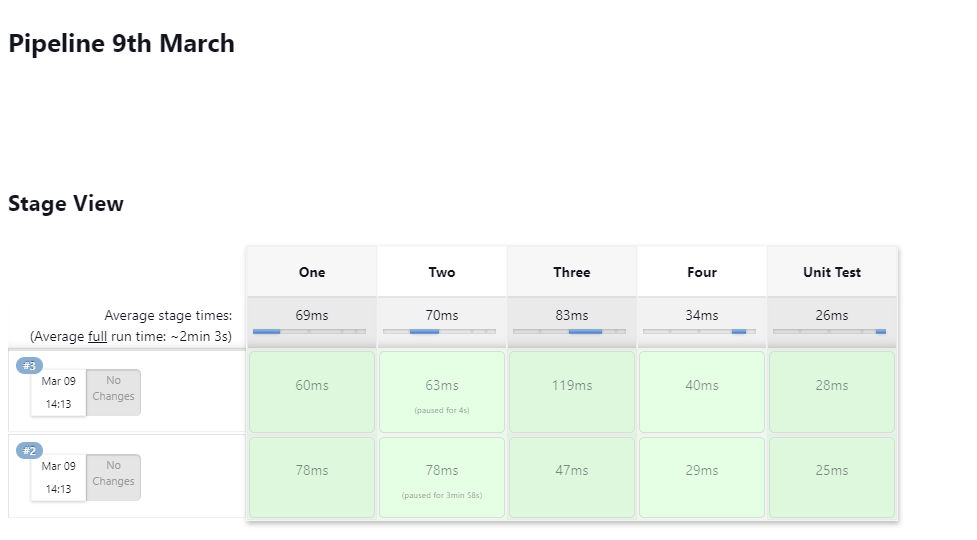 Pipeline 9th March
Stage View
One Two Three Four Unit Test
Average stage times: 69ms 70ms 83ms 34ms 26ms
(Average full run time: ~2min 3s)
#3
Mar 09 No
14:13 Changes
60ms 63ms 119ms 40ms 28ms
(paused for 4s)
#2
Mar 09 No
14:13 Changes
78ms 78ms 47ms 29ms 25ms
(paused for 3min 58s)